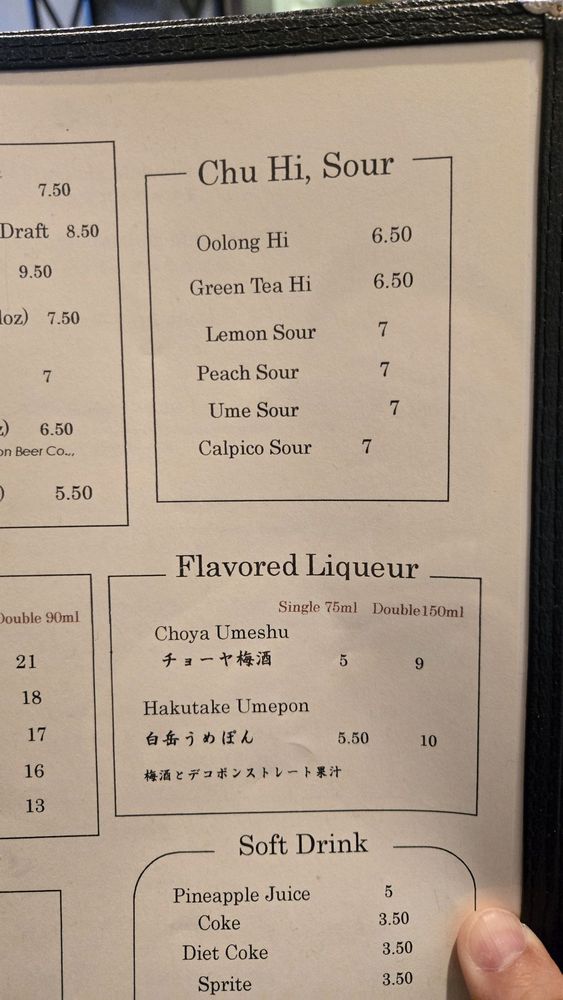 7.50
Draft 8.50
9.50
oz) 7.50
7
) 6.50
on Beer Co..,
) 5.50
Chu Hi, Sour
Oolong Hi 6.50
Green Tea Hi 6.50
Lemon Sour 7
Peach Sour 7
Ume Sour 7
Calpico Sour 7
Double 90ml
21
18
17
16
13
Flavored Liqueur
Single 75ml Double150ml
Choya Umeshu
チョーヤ梅酒 5 9
Hakutake Umepon
白岳うめぽん 5.50 10
梅酒とデコポンストレート果汁
Soft Drink
Pineapple Juice 5
Coke 3.50
Diet Coke 3.50
Sprite 3.50